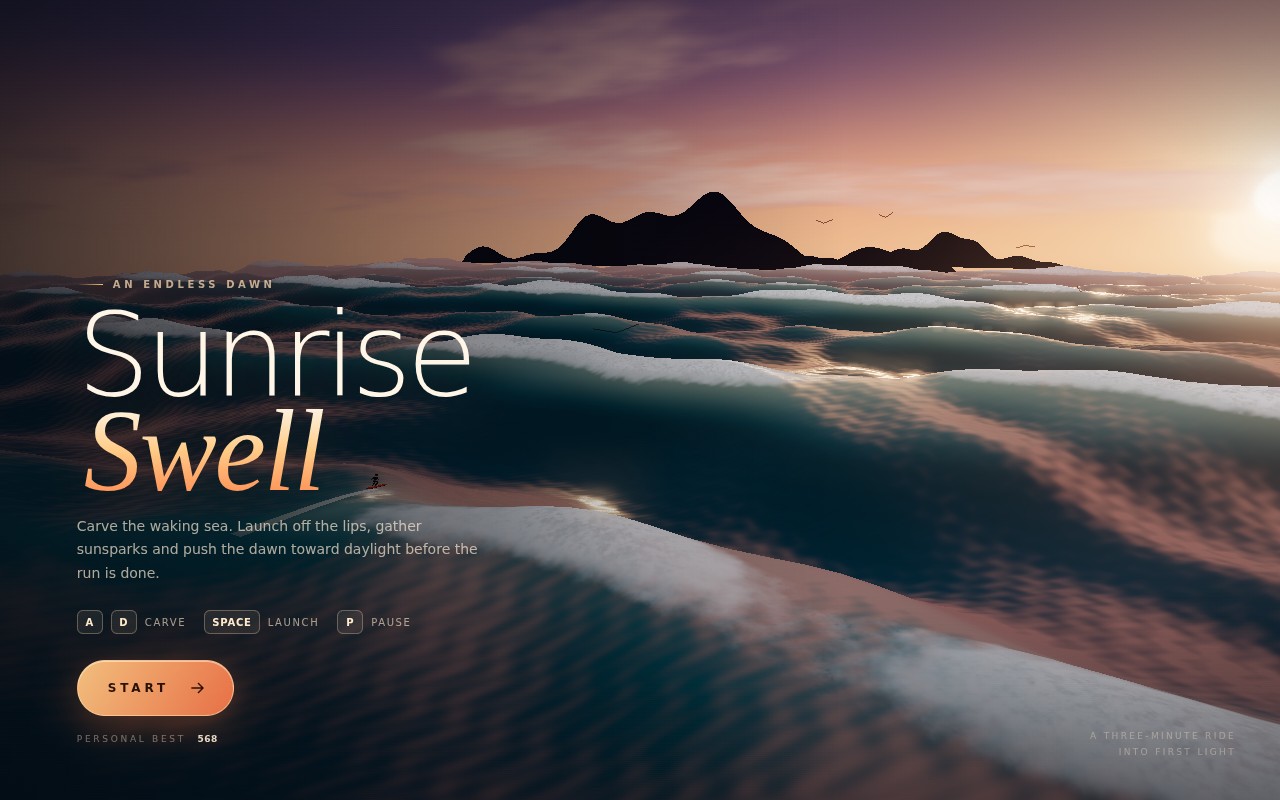 AN ENDLESS DAWN
Sunrise
Swell
Carve the waking sea. Launch off the lips, gather
sunsparks and push the dawn toward daylight before the
run is done.
A D CARVE SPACE LAUNCH P PAUSE
START →
PERSONAL BEST 568
A THREE-MINUTE RIDE
INTO FIRST LIGHT